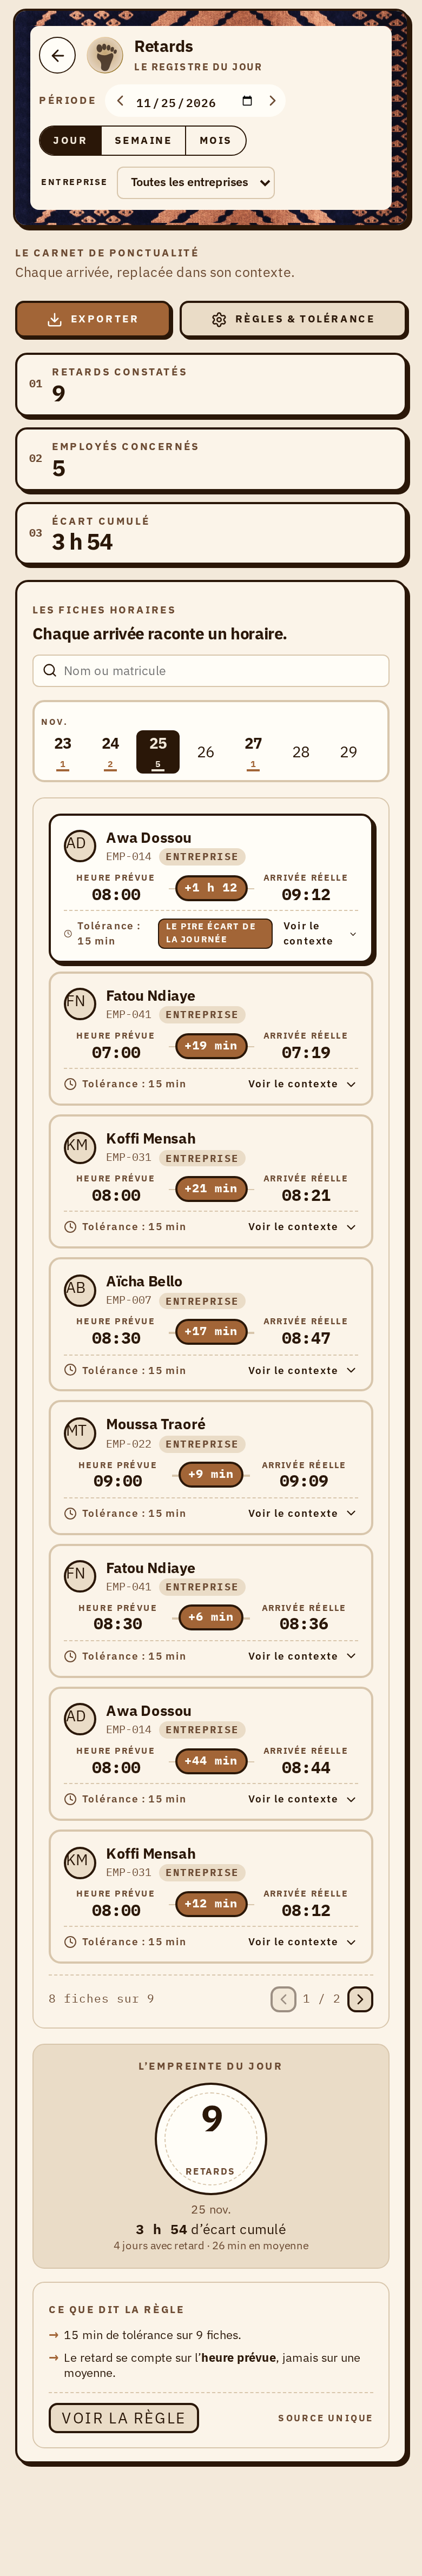 Retards
LE REGISTRE DU JOUR
PÉRIODE
11/25/2026
JOUR SEMAINE MOIS
ENTREPRISE Toutes les entreprises
LE CARNET DE PONCTUALITÉ
Chaque arrivée, replacée dans son contexte.
EXPORTER RÈGLES & TOLÉRANCE
01 RETARDS CONSTATÉS
9
02 EMPLOYÉS CONCERNÉS
5
03 ÉCART CUMULÉ
3 h 54
LES FICHES HORAIRES
Chaque arrivée raconte un horaire.
Nom ou matricule
NOV.
23 24 25 26 27 28 29
1 2 5 1
AD Awa Dossou
EMP-014 ENTREPRISE
HEURE PRÉVUE ARRIVÉE RÉELLE
08:00 +1 h 12 09:12
Tolérance : 15 min LE PIRE ÉCART DE LA JOURNÉE Voir le contexte
FN Fatou Ndiaye
EMP-041 ENTREPRISE
HEURE PRÉVUE ARRIVÉE RÉELLE
07:00 +19 min 07:19
Tolérance : 15 min Voir le contexte
KM Koffi Mensah
EMP-031 ENTREPRISE
HEURE PRÉVUE ARRIVÉE RÉELLE
08:00 +21 min 08:21
Tolérance : 15 min Voir le contexte
AB Aïcha Bello
EMP-007 ENTREPRISE
HEURE PRÉVUE ARRIVÉE RÉELLE
08:30 +17 min 08:47
Tolérance : 15 min Voir le contexte
MT Moussa Traoré
EMP-022 ENTREPRISE
HEURE PRÉVUE ARRIVÉE RÉELLE
09:00 +9 min 09:09
Tolérance : 15 min Voir le contexte
FN Fatou Ndiaye
EMP-041 ENTREPRISE
HEURE PRÉVUE ARRIVÉE RÉELLE
08:30 +6 min 08:36
Tolérance : 15 min Voir le contexte
AD Awa Dossou
EMP-014 ENTREPRISE
HEURE PRÉVUE ARRIVÉE RÉELLE
08:00 +44 min 08:44
Tolérance : 15 min Voir le contexte
KM Koffi Mensah
EMP-031 ENTREPRISE
HEURE PRÉVUE ARRIVÉE RÉELLE
08:00 +12 min 08:12
Tolérance : 15 min Voir le contexte
8 fiches sur 9 1 / 2
L'EMPREINTE DU JOUR
9
RETARDS
25 nov.
3 h 54 d'écart cumulé
4 jours avec retard · 26 min en moyenne
CE QUE DIT LA RÈGLE
→ 15 min de tolérance sur 9 fiches.
→ Le retard se compte sur l'heure prévue, jamais sur une
moyenne.
VOIR LA RÈGLE SOURCE UNIQUE